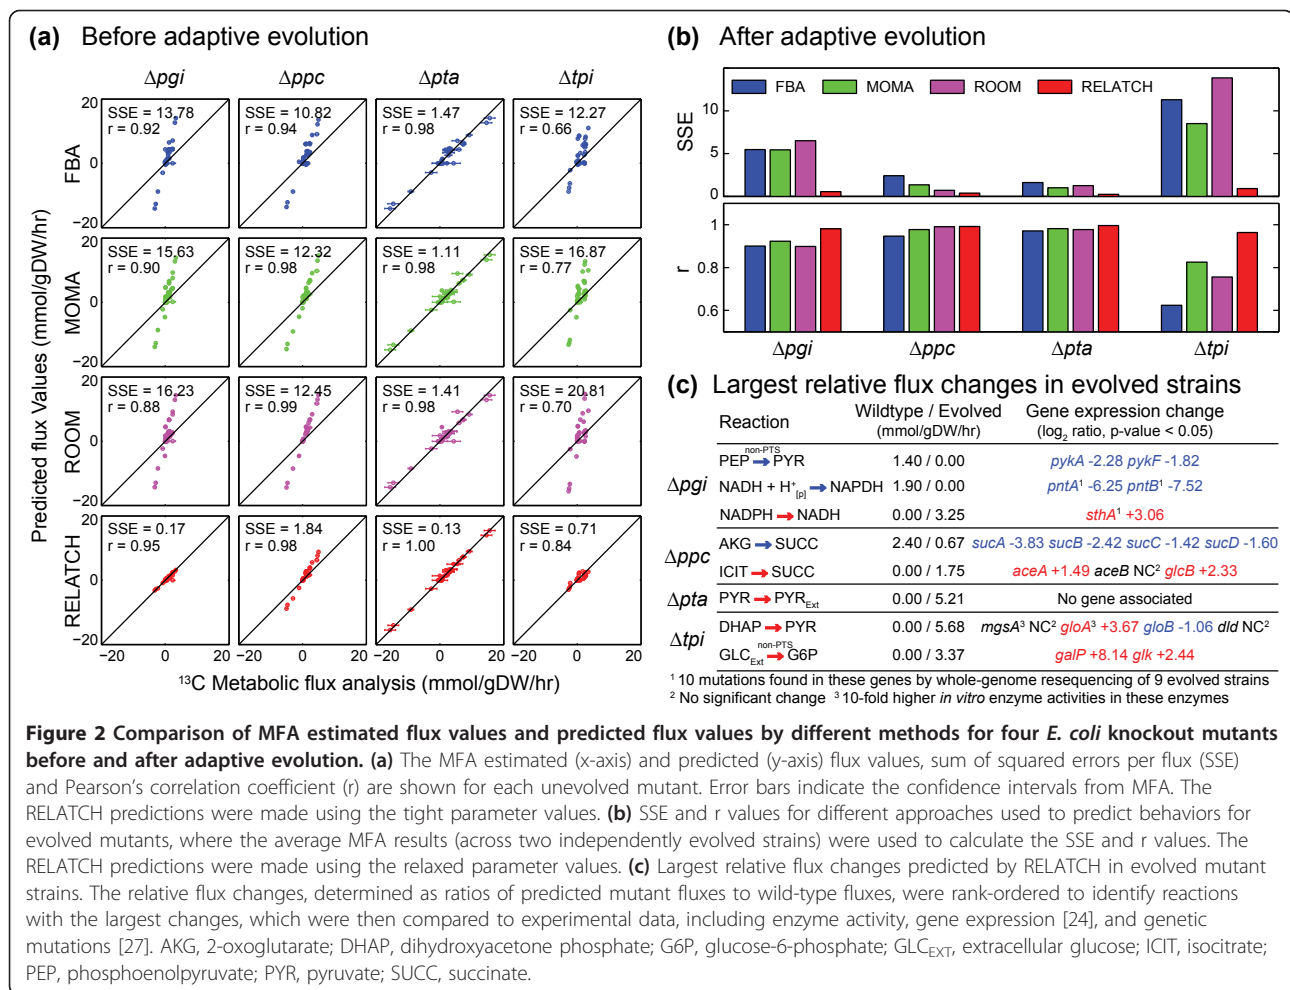 (a) Before adaptive evolution
Δpgi Δppc Δpta Δtpi
FBA
20
0
−20
SSE = 13.78
r = 0.92
SSE = 10.82
r = 0.94
SSE = 1.47
r = 0.98
SSE = 12.27
r = 0.66
MOMA
20
0
−20
SSE = 15.63
r = 0.90
SSE = 12.32
r = 0.98
SSE = 1.11
r = 0.98
SSE = 16.87
r = 0.77
Predicted flux Values (mmol/gDW/hr)
ROOM
20
0
−20
SSE = 16.23
r = 0.88
SSE = 12.45
r = 0.99
SSE = 1.41
r = 0.98
SSE = 20.81
r = 0.70
RELATCH
20
0
−20
SSE = 0.17
r = 0.95
SSE = 1.84
r = 0.98
SSE = 0.13
r = 1.00
SSE = 0.71
r = 0.84
−20 0 20 0 20 0 20 0 20
¹³C Metabolic flux analysis (mmol/gDW/hr)
(b) After adaptive evolution
FBA MOMA ROOM RELATCH
SSE
10
5
0
r
1
0.8
0.6
Δpgi Δppc Δpta Δtpi
(c) Largest relative flux changes in evolved strains
Reaction Wildtype / Evolved (mmol/gDW/hr) Gene expression change (log₂ ratio, p-value < 0.05)
Δpgi
PEP non-PTS → PYR 1.40 / 0.00 pykA -2.28 pykF -1.82
NADH + H⁺[p] → NAPDH 1.90 / 0.00 pntA¹ -6.25 pntB¹ -7.52
NADPH → NADH 0.00 / 3.25 sthA¹ +3.06
Δppc
AKG → SUCC 2.40 / 0.67 sucA -3.83 sucB -2.42 sucC -1.42 sucD -1.60
ICIT → SUCC 0.00 / 1.75 aceA +1.49 aceB NC² glcB +2.33
Δpta PYR → PYR Ext 0.00 / 5.21 No gene associated
Δtpi
DHAP → PYR 0.00 / 5.68 mgsA³ NC² gloA³ +3.67 gloB -1.06 dld NC²
GLC Ext non-PTS → G6P 0.00 / 3.37 galP +8.14 glk +2.44
¹ 10 mutations found in these genes by whole-genome resequencing of 9 evolved strains
² No significant change ³ 10-fold higher in vitro enzyme activities in these enzymes
Figure 2 Comparison of MFA estimated flux values and predicted flux values by different methods for four E. coli knockout mutants
before and after adaptive evolution. (a) The MFA estimated (x-axis) and predicted (y-axis) flux values, sum of squared errors per flux (SSE)
and Pearson's correlation coefficient (r) are shown for each unevolved mutant. Error bars indicate the confidence intervals from MFA. The
RELATCH predictions were made using the tight parameter values. (b) SSE and r values for different approaches used to predict behaviors for
evolved mutants, where the average MFA results (across two independently evolved strains) were used to calculate the SSE and r values. The
RELATCH predictions were made using the relaxed parameter values. (c) Largest relative flux changes predicted by RELATCH in evolved mutant
strains. The relative flux changes, determined as ratios of predicted mutant fluxes to wild-type fluxes, were rank-ordered to identify reactions
with the largest changes, which were then compared to experimental data, including enzyme activity, gene expression [24], and genetic
mutations [27]. AKG, 2-oxoglutarate; DHAP, dihydroxyacetone phosphate; G6P, glucose-6-phosphate; GLC EXT, extracellular glucose; ICIT, isocitrate;
PEP, phosphoenolpyruvate; PYR, pyruvate; SUCC, succinate.